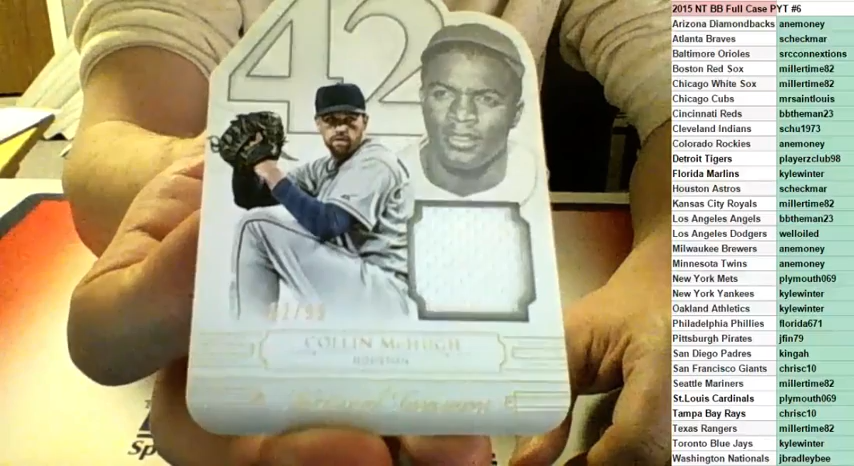 42
COLLIN McHUGH
HOUSTON
Sp
2015 NT BB Full Case PYT #6
Arizona Diamondbacks anemoney
Atlanta Braves scheckmar
Baltimore Orioles srcconnextions
Boston Red Sox millertime82
Chicago White Sox millertime82
Chicago Cubs mrsaintlouis
Cincinnati Reds bbtheman23
Cleveland Indians schu1973
Colorado Rockies anemoney
Detroit Tigers playerzclub98
Florida Marlins kylewinter
Houston Astros scheckmar
Kansas City Royals millertime82
Los Angeles Angels bbtheman23
Los Angeles Dodgers welloiled
Milwaukee Brewers anemoney
Minnesota Twins anemoney
New York Mets plymouth069
New York Yankees kylewinter
Oakland Athletics kylewinter
Philadelphia Phillies florida671
Pittsburgh Pirates jfin79
San Diego Padres kingah
San Francisco Giants chrisc10
Seattle Mariners millertime82
St.Louis Cardinals plymouth069
Tampa Bay Rays chrisc10
Texas Rangers millertime82
Toronto Blue Jays kylewinter
Washington Nationals jbradleybee